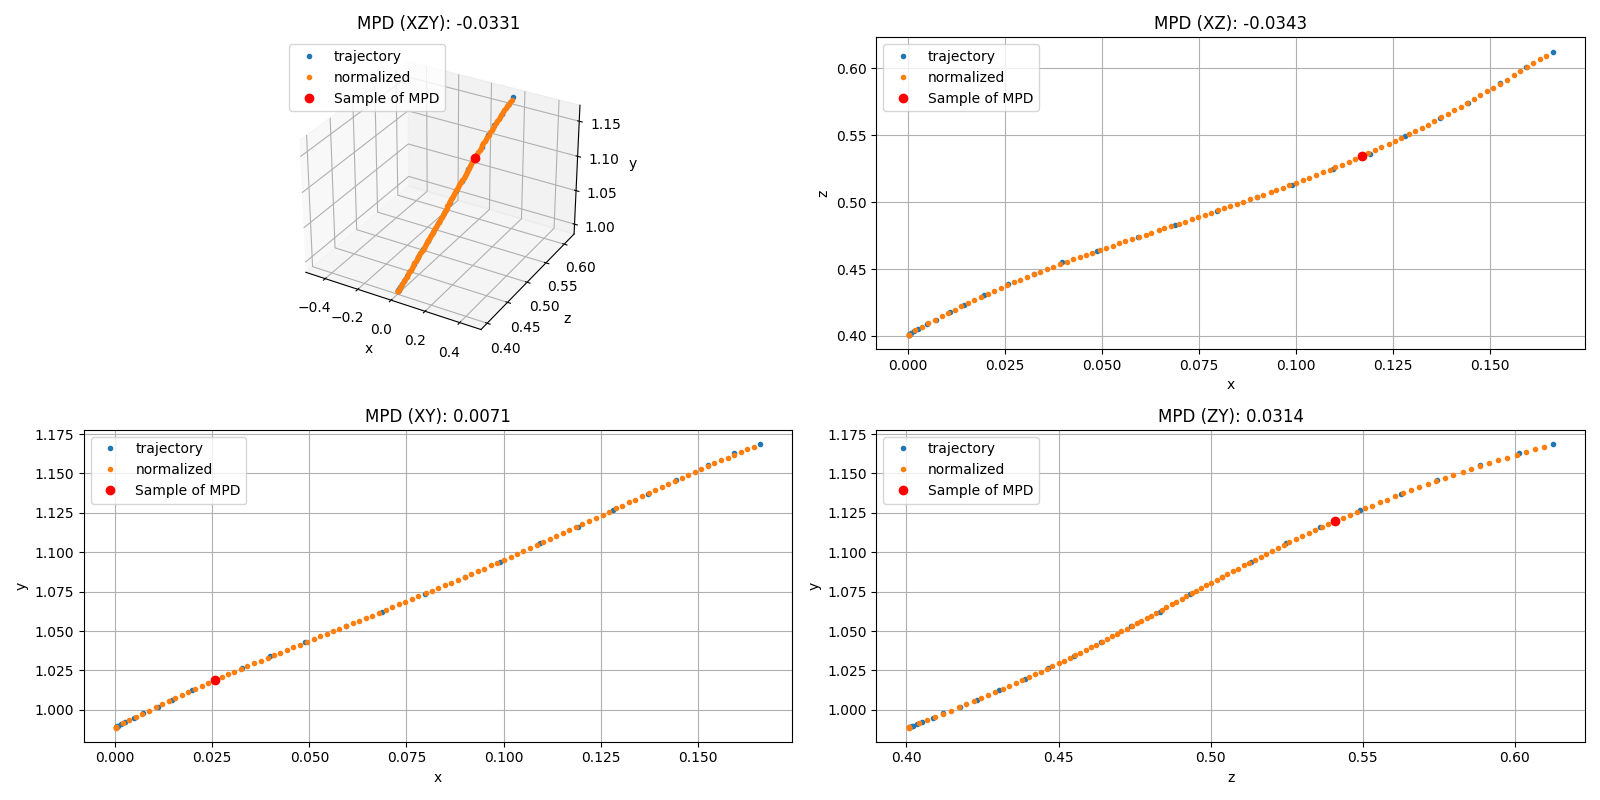 MPD (XZY): -0.0331
trajectory
normalized
Sample of MPD
1.15
1.10
1.05
1.00
y
0.60
0.55
0.50
0.45
0.40
z
−0.4
−0.2
0.0
0.2
0.4
x
MPD (XZ): -0.0343
trajectory
normalized
Sample of MPD
0.60
0.55
0.50
0.45
0.40
z
0.000
0.025
0.050
0.075
0.100
0.125
0.150
x
MPD (XY): 0.0071
trajectory
normalized
Sample of MPD
1.175
1.150
1.125
1.100
1.075
1.050
1.025
1.000
y
0.000
0.025
0.050
0.075
0.100
0.125
0.150
x
MPD (ZY): 0.0314
trajectory
normalized
Sample of MPD
1.175
1.150
1.125
1.100
1.075
1.050
1.025
1.000
y
0.40
0.45
0.50
0.55
0.60
z